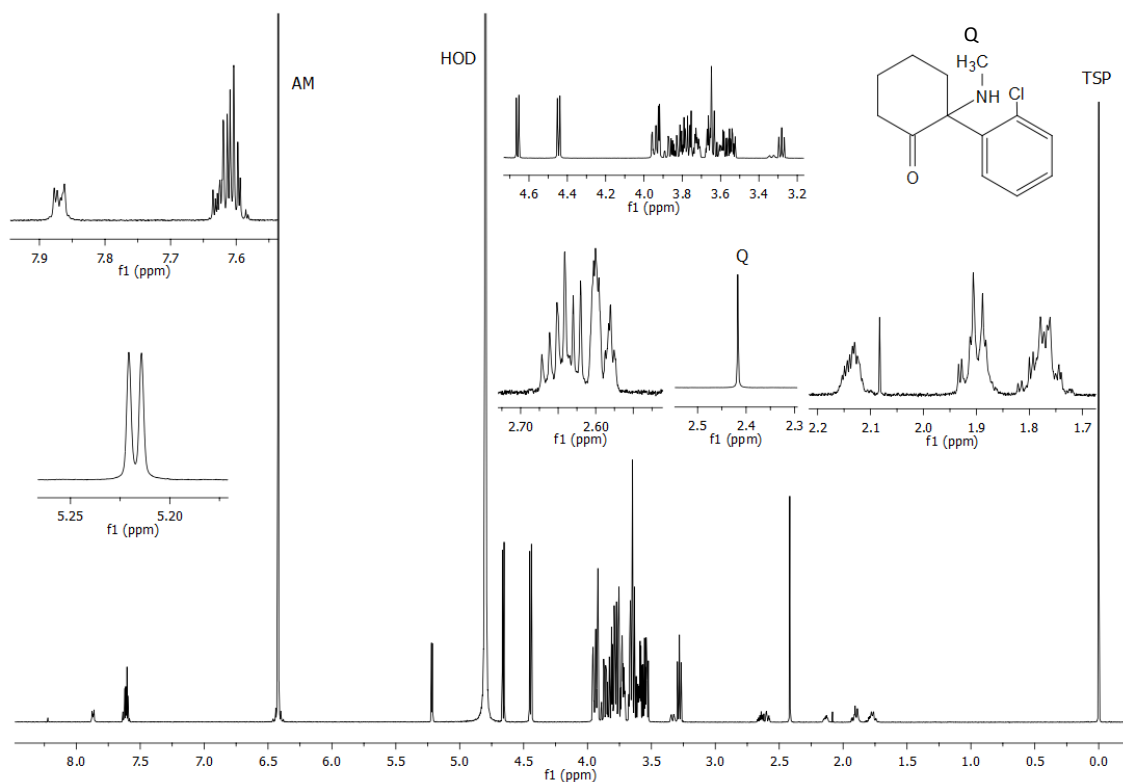 Q
H₃C
NH
Cl
O
AM
HOD
TSP
4.6 4.4 4.2 4.0 3.8 3.6 3.4 3.2
f1 (ppm)
7.9 7.8 7.7 7.6
f1 (ppm)
Q
2.70 2.60
f1 (ppm)
2.5 2.4 2.3
f1 (ppm)
2.2 2.1 2.0 1.9 1.8 1.7
f1 (ppm)
5.25 5.20
f1 (ppm)
8.0 7.5 7.0 6.5 6.0 5.5 5.0 4.5 4.0 3.5 3.0 2.5 2.0 1.5 1.0 0.5 0.0
f1 (ppm)